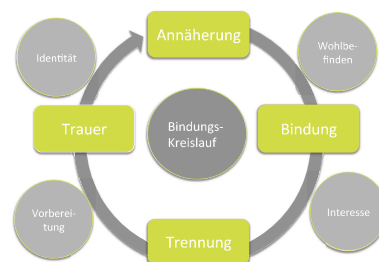 Annäherung
Identität
Wohlbe-
finden
Trauer
Bindungs-
Kreislauf
Bindung
Vorberei-
tung
Interesse
Trennung